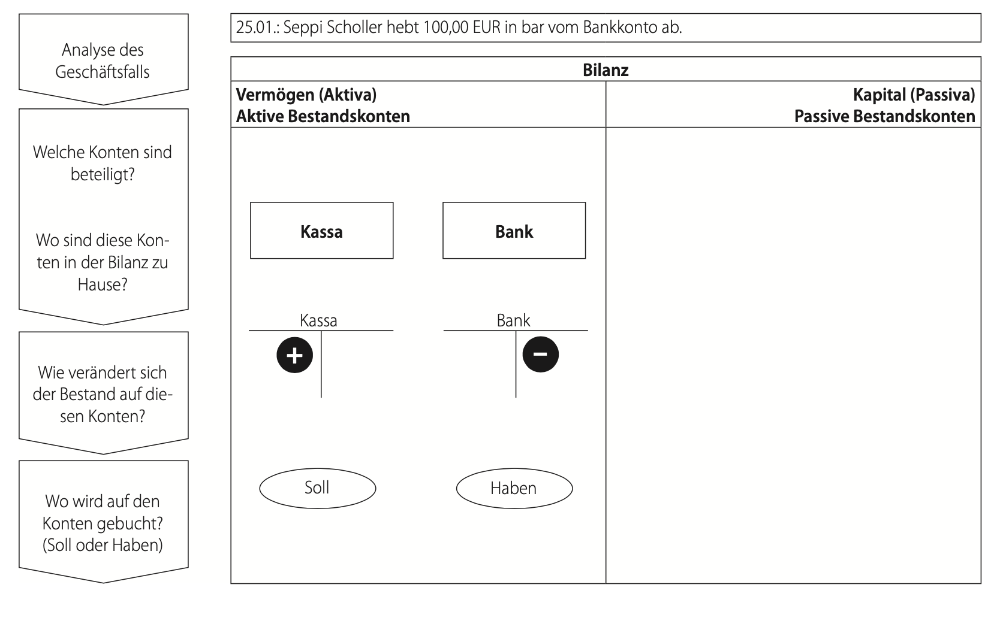 Analyse des
Geschäftsfalls
Welche Konten sind
beteiligt?
Wo sind diese Kon-
ten in der Bilanz zu
Hause?
Wie verändert sich
der Bestand auf die-
sen Konten?
Wo wird auf den
Konten gebucht?
(Soll oder Haben)
25.01.: Seppi Scholler hebt 100,00 EUR in bar vom Bankkonto ab.
Bilanz
Vermögen (Aktiva)
Aktive Bestandskonten
Kapital (Passiva)
Passive Bestandskonten
Kassa
Bank
Kassa
Bank
+
–
Soll
Haben